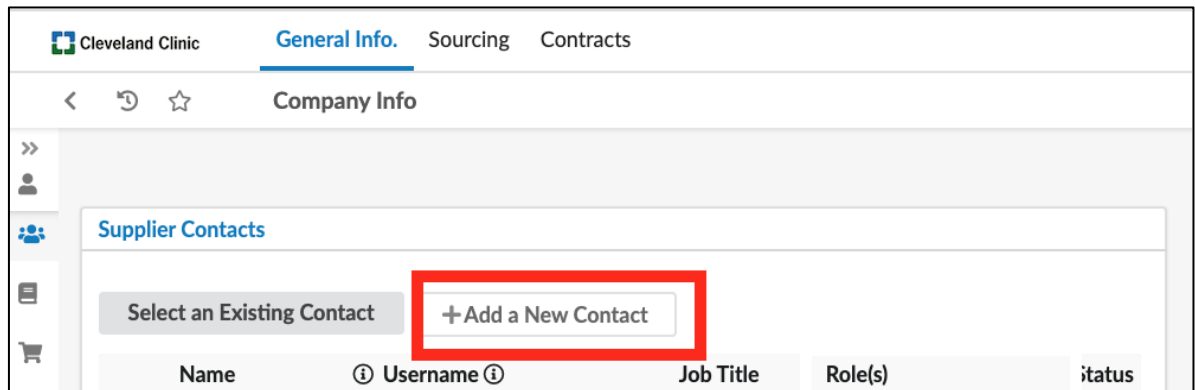 Cleveland Clinic General Info. Sourcing Contracts
Company Info
Supplier Contacts
Select an Existing Contact +Add a New Contact
Name Username Job Title Role(s) Status